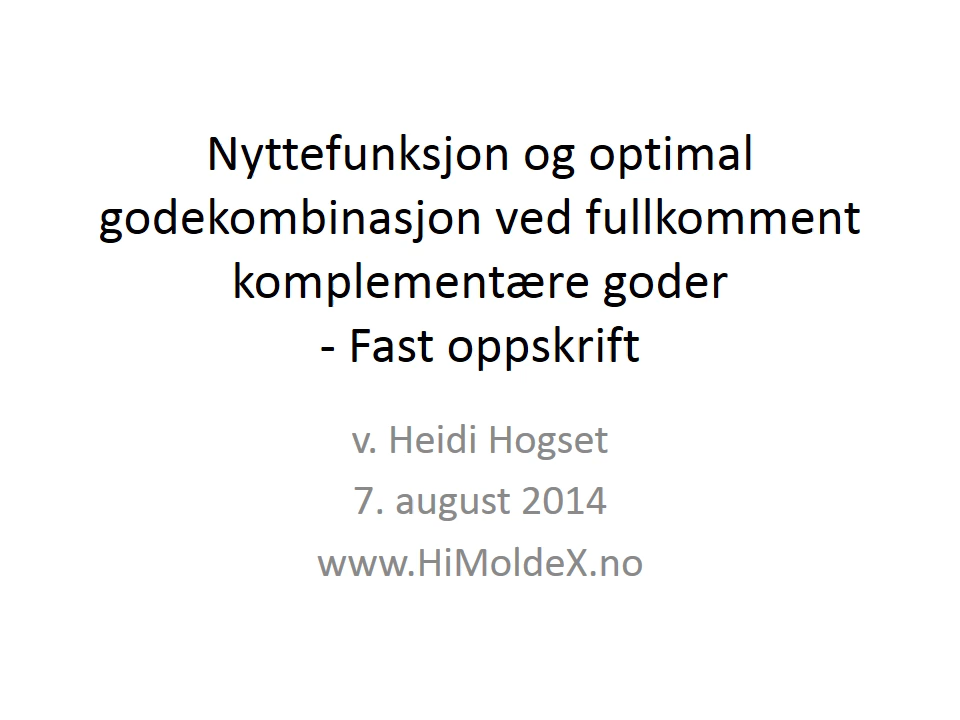 Nyttefunksjon og optimal
godekombinasjon ved fullkomment
komplementære goder
- Fast oppskrift
v. Heidi Hogset
7. august 2014
www.HiMoldeX.no